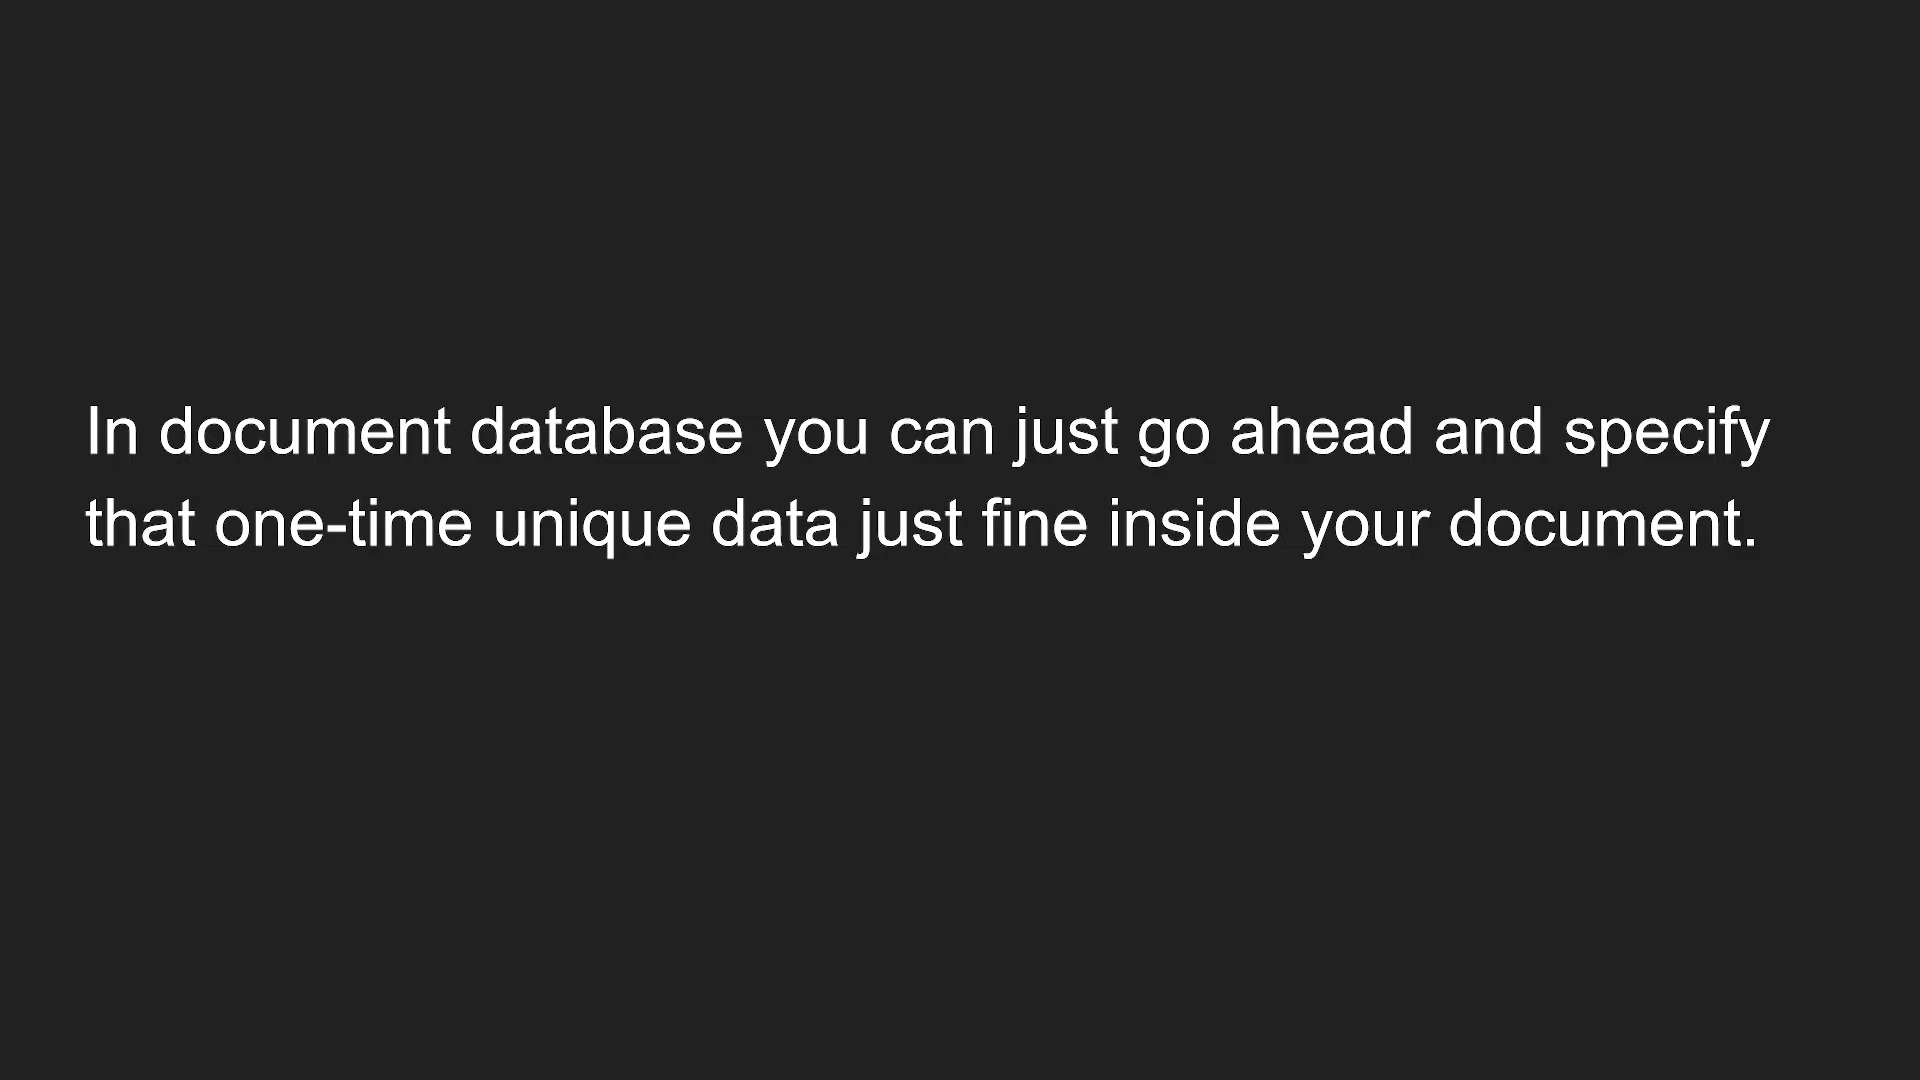 In document database you can just go ahead and specify
that one-time unique data just fine inside your document.